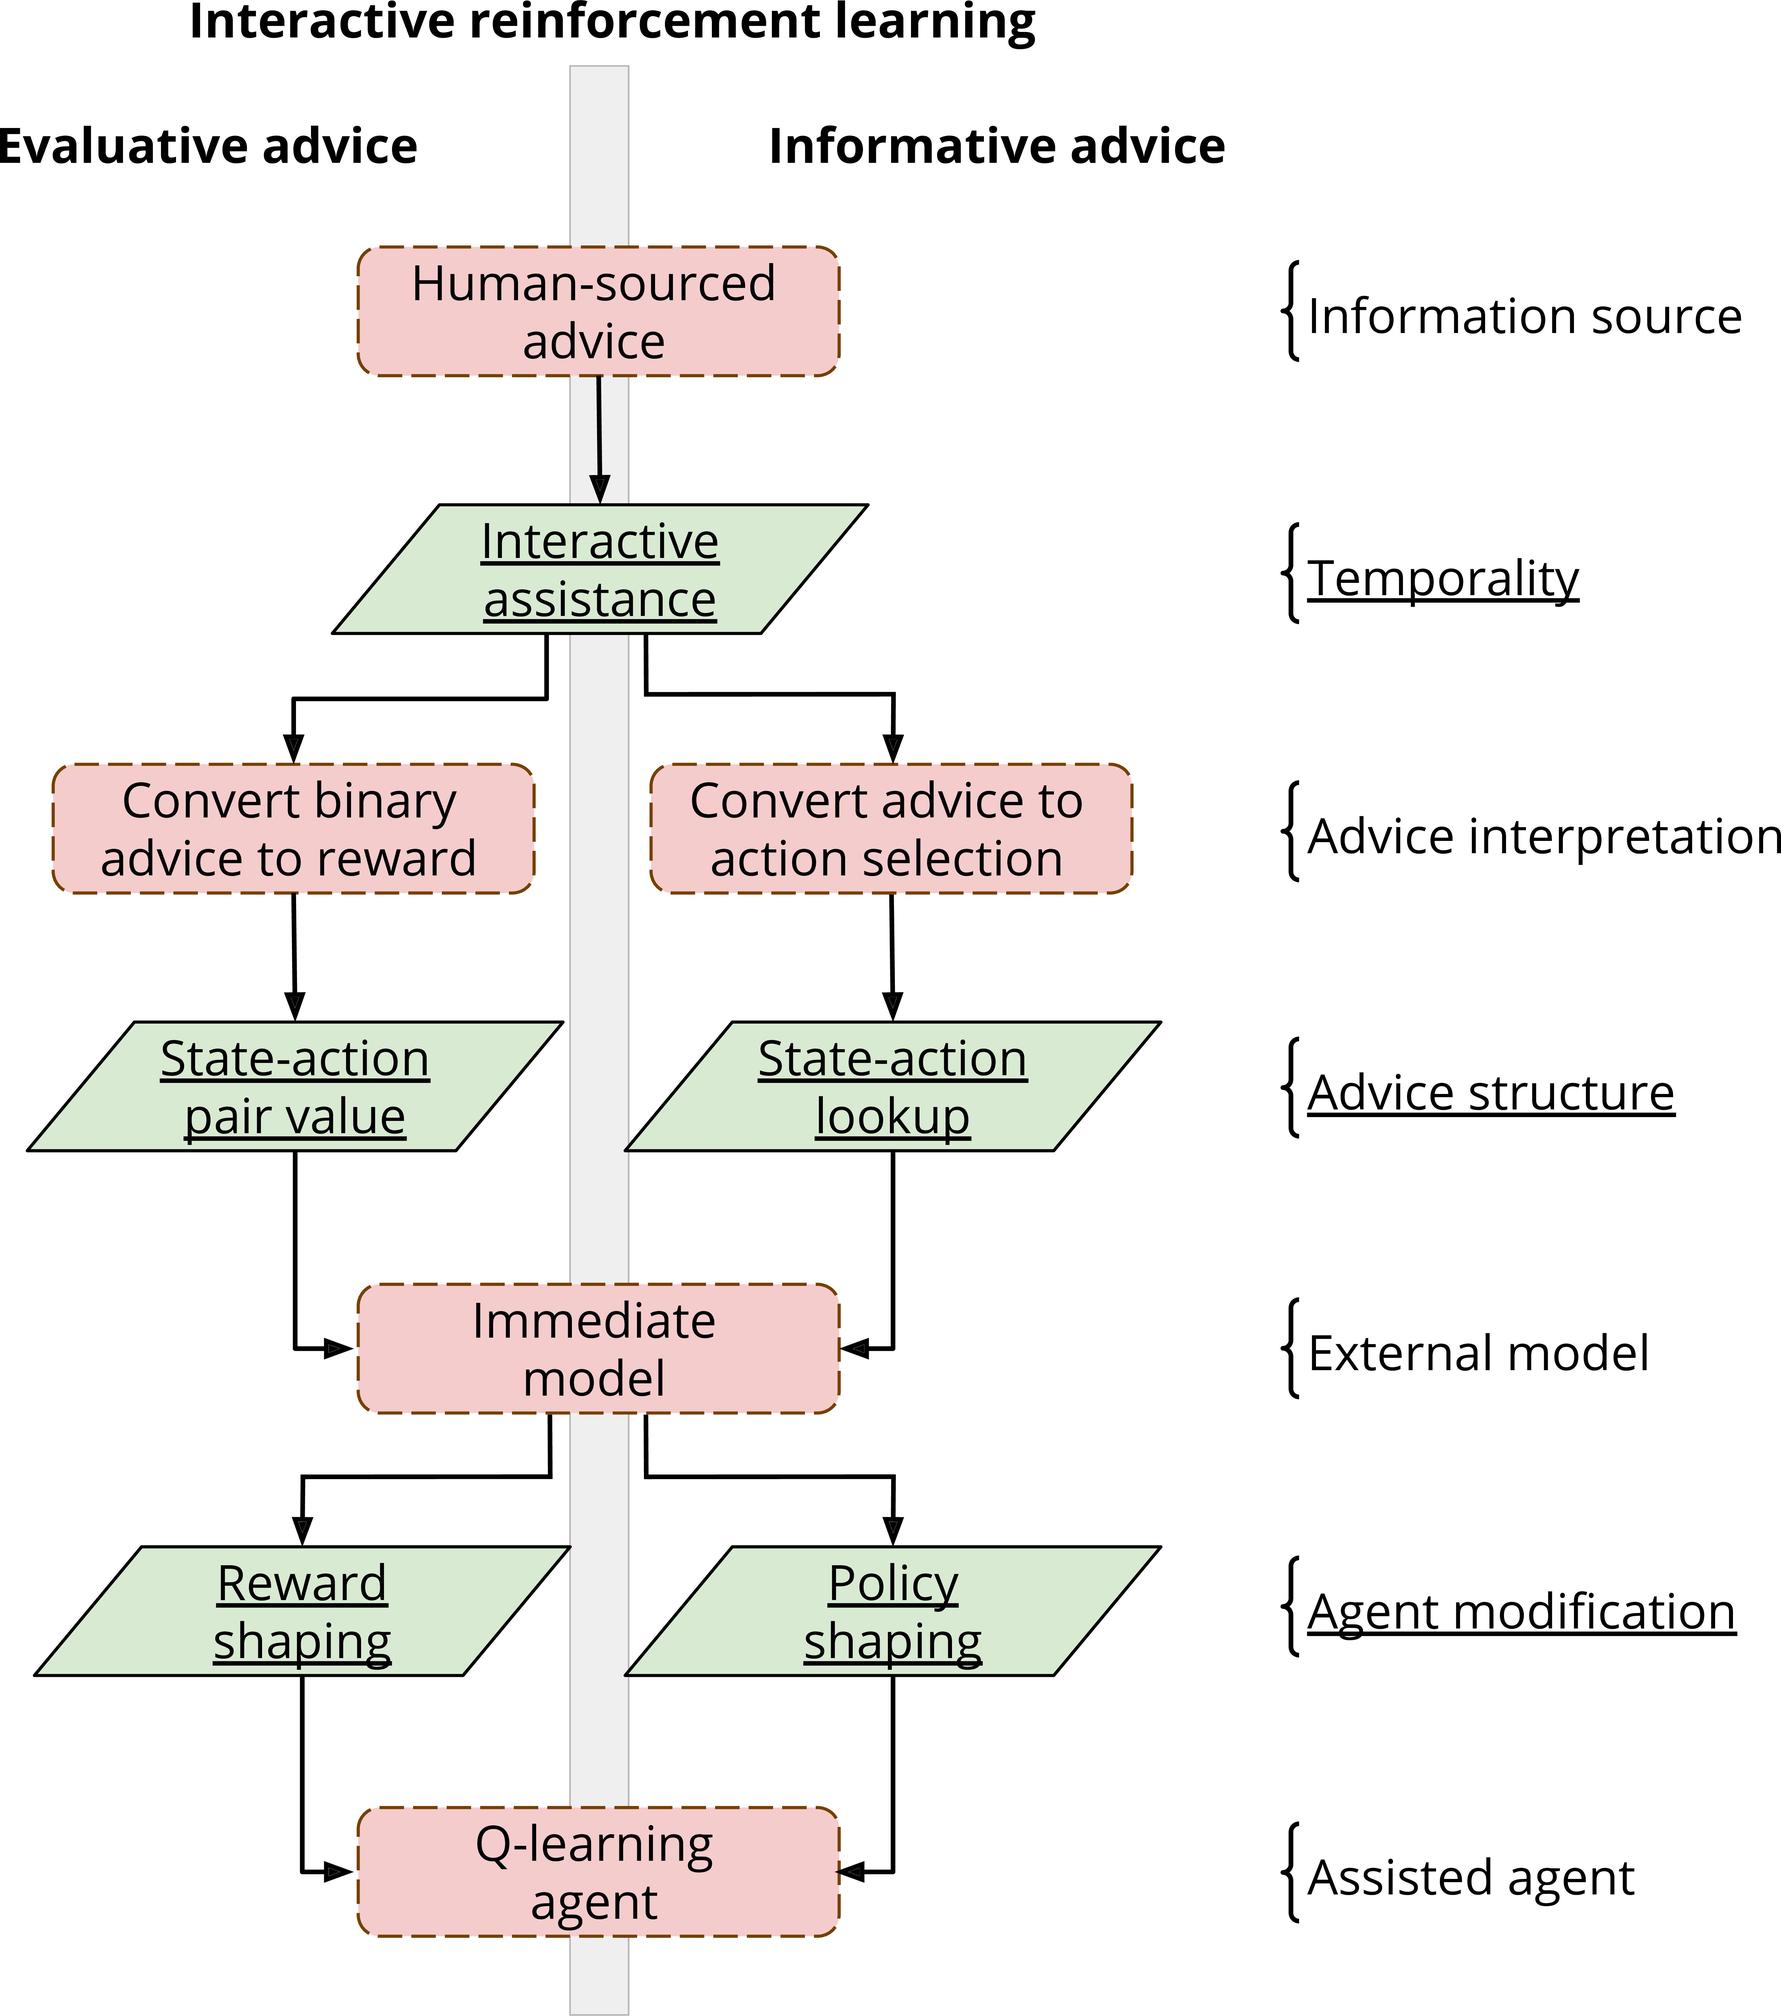 Interactive reinforcement learning
Evaluative advice
Informative advice
Human-sourced
advice
Information source
Interactive
assistance
Temporality
Convert binary
advice to reward
Convert advice to
action selection
Advice interpretation
State-action
pair value
State-action
lookup
Advice structure
Immediate
model
External model
Reward
shaping
Policy
shaping
Agent modification
Q-learning
agent
Assisted agent